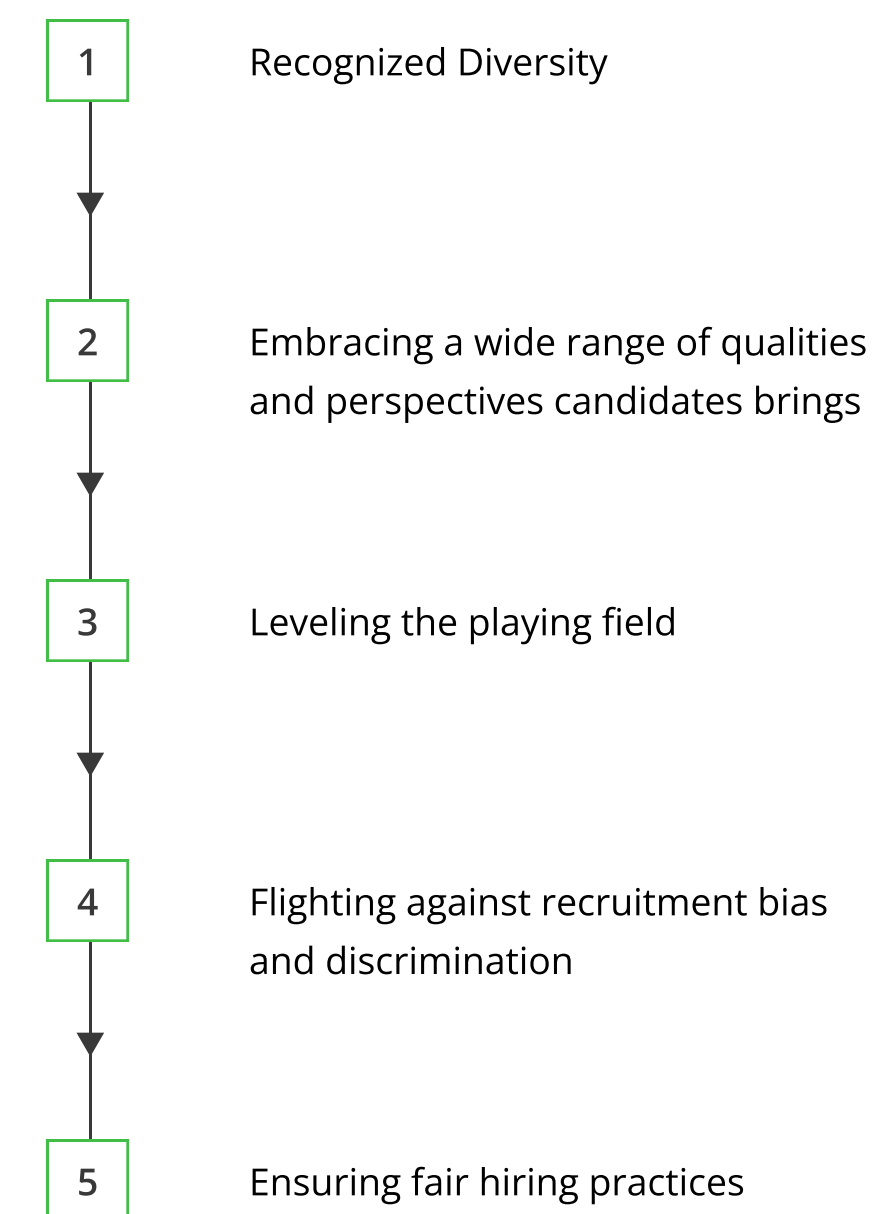 1
Recognized Diversity
2
Embracing a wide range of qualities
and perspectives candidates brings
3
Leveling the playing field
4
Flighting against recruitment bias
and discrimination
5
Ensuring fair hiring practices